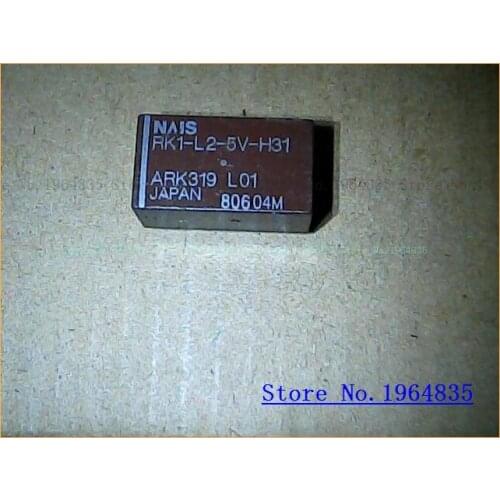 NAIS
RK1-L2-5V-H31
ARK319 L01
JAPAN 80604M
Store No.1964835